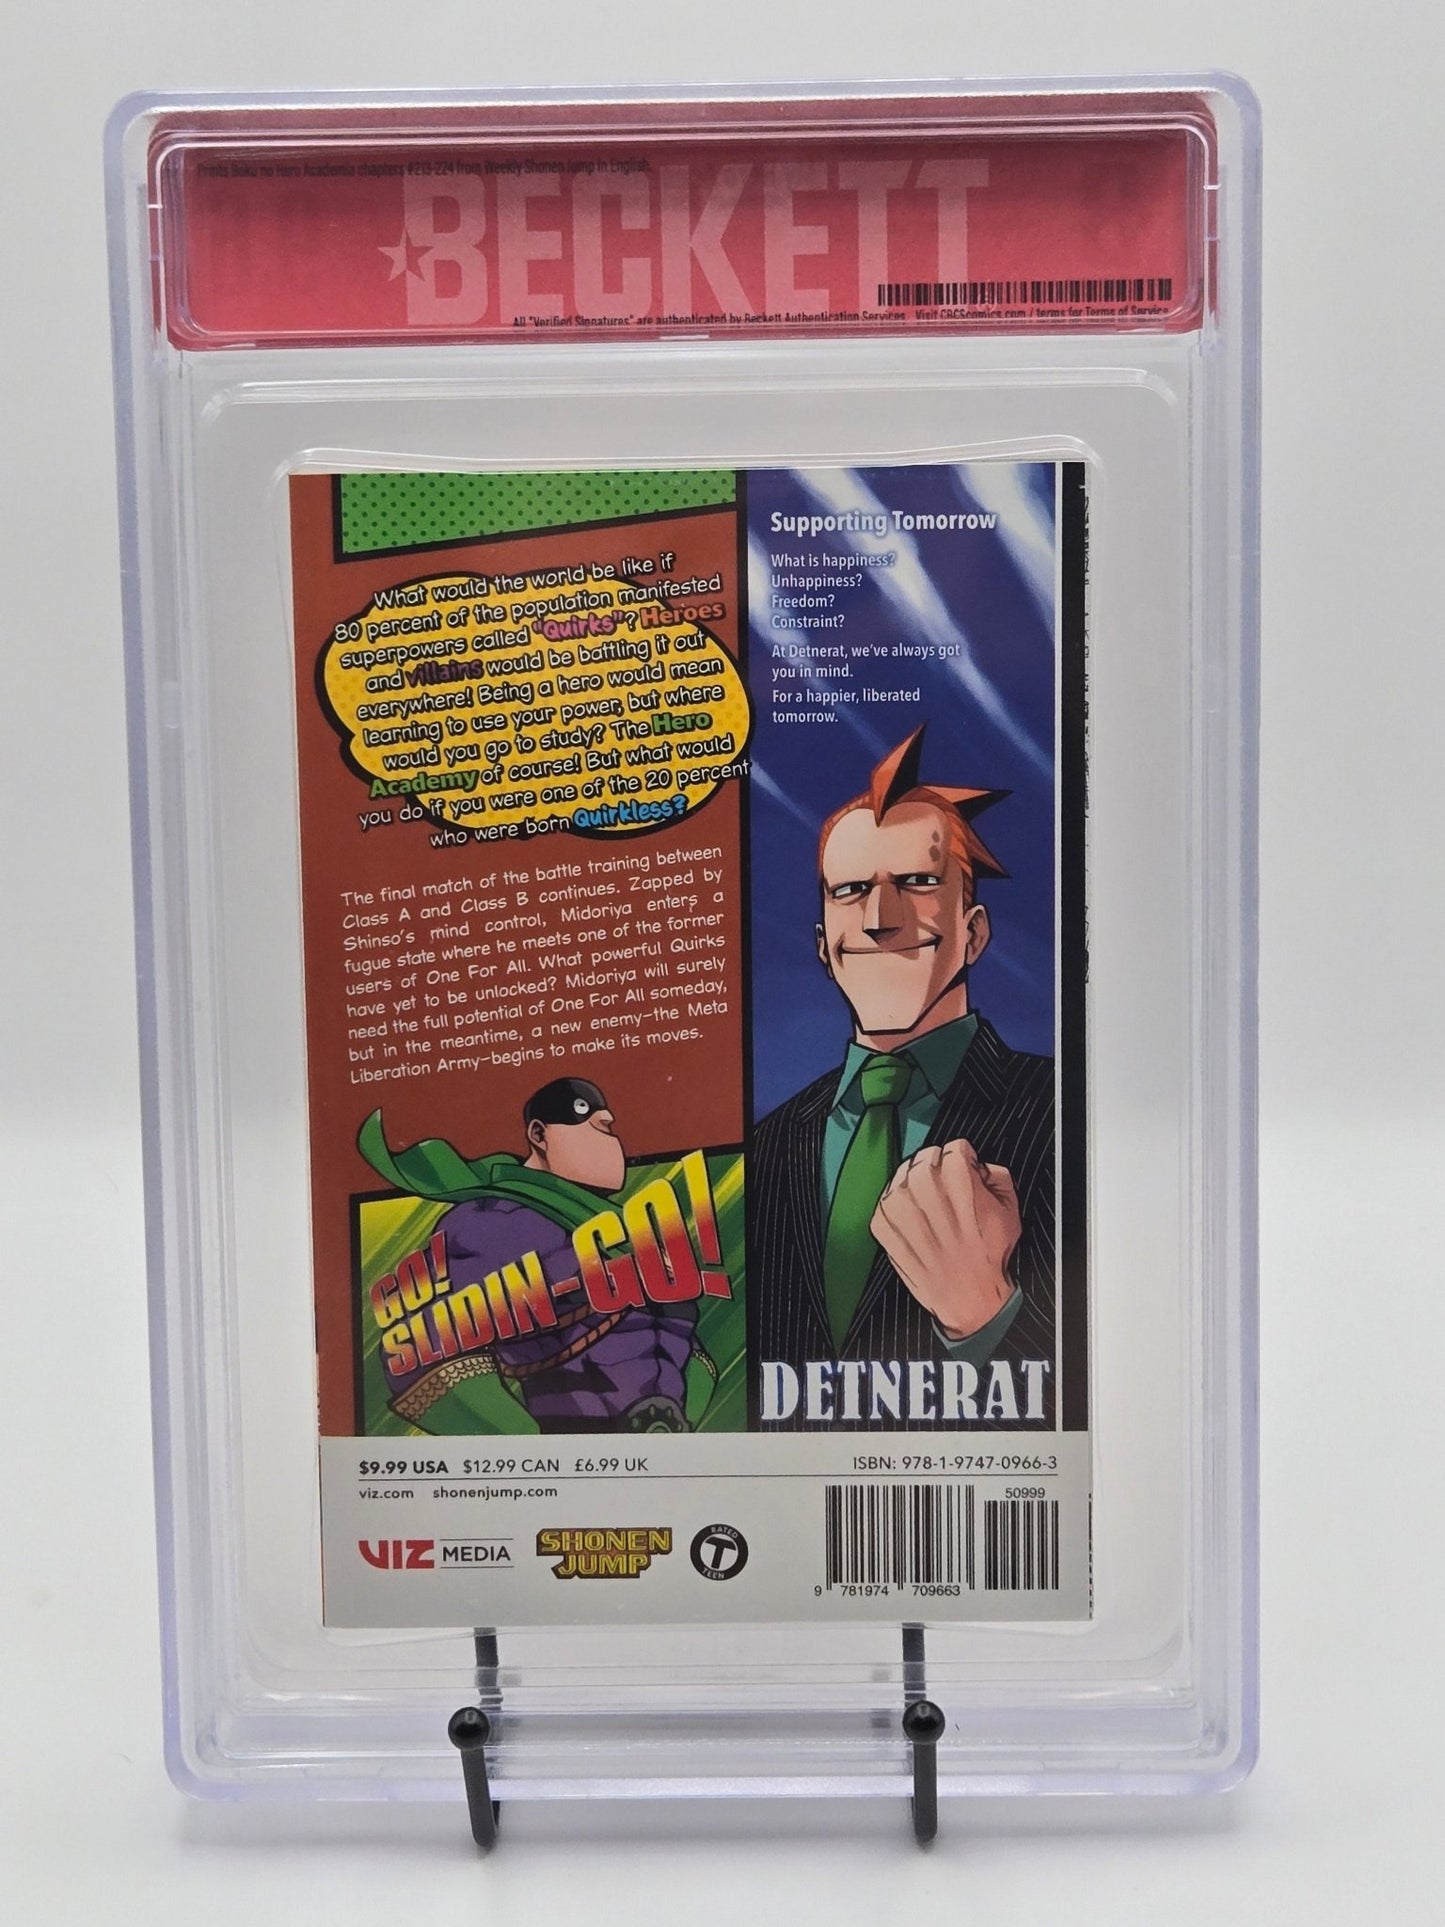 Prints Boku no Hero Academia chapters #213-224 from Weekly Shonen Jump in English.
BECKETT
All "Verified Signatures" are authenticated by Beckett Authentication Services. Visit CBCScomics.com / terms for Terms of Service
What would the world be like if
80 percent of the population manifested
superpowers called "Quirks"? Heroes
and villains would be battling it out
everywhere! Being a hero would mean
learning to use your power, but where
would you go to study? The Hero
Academy of course! But what would
you do if you were one of the 20 percent
who were born Quirkless?
The final match of the battle training between
Class A and Class B continues. Zapped by
Shinso's mind control, Midoriya enters a
fugue state where he meets one of the former
users of One For All. What powerful Quirks
have yet to be unlocked? Midoriya will surely
need the full potential of One For All someday,
but in the meantime, a new enemy—the Meta
Liberation Army—begins to make its moves.
GO!
SLIDIN-GO!
Supporting Tomorrow
What is happiness?
Unhappiness?
Freedom?
Constraint?
At Detnerat, we've always got
you in mind.
For a happier, liberated
tomorrow.
DETNERAT
$9.99 USA $12.99 CAN £6.99 UK
viz.com shonenjump.com
VIZ MEDIA
SHONEN
JUMP
RATED
T
TEEN
ISBN: 978-1-9747-0966-3
50999
9 781974 709663